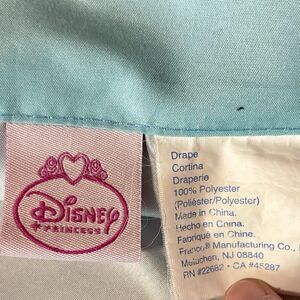 Disney
PRINCESS
Drape
Cortina
Draperie
100% Polyester
(Poliéster/Polyester)
Made in China.
Hecho en China.
Fabriqué en Chine.
Franco® Manufacturing Co.,
Metuchen, NJ 08840
RN #22682 • CA #45287